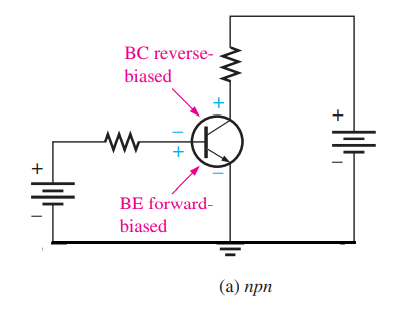 BC reverse-
biased
+
+
−
+
+
−
−
BE forward-
biased
−
(a) npn